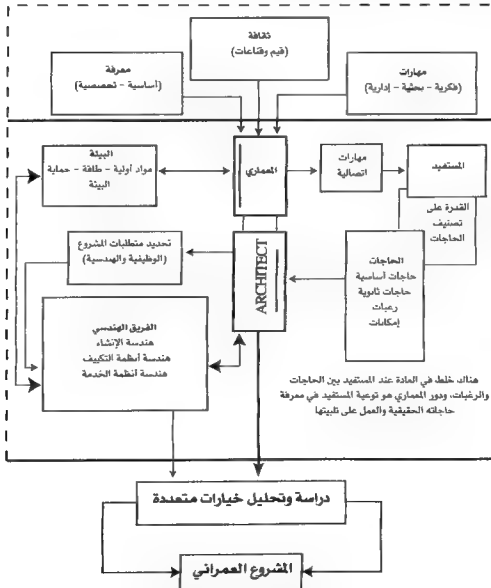 ثقافة
(قيم وقناعات)
مهارات
(فكرية - بحثية - إدارية)
معرفة
(أساسية - تخصصية)
المعماري
مهارات
اتصالية
المستفيد
البيئة
مواد أولية - طاقة - حماية
البيئة
القدرة على
تصنيف
الحاجات
ARCHITECT
الحاجات
حاجات أساسية
حاجات ثانوية
رغبات
إمكانات
تحديد متطلبات المشروع
(الوظيفية والهندسية)
الفريق الهندسي
هندسة الإنشاء
هندسة أنظمة التكييف
هندسة أنظمة الخدمة
هناك خلط في العادة عند المستفيد بين الحاجات
والرغبات، ودور المعماري هو توعية المستفيد في معرفة
حاجاته الحقيقية والعمل على تلبيتها
دراسة وتحليل خيارات متعددة
المشروع العمراني